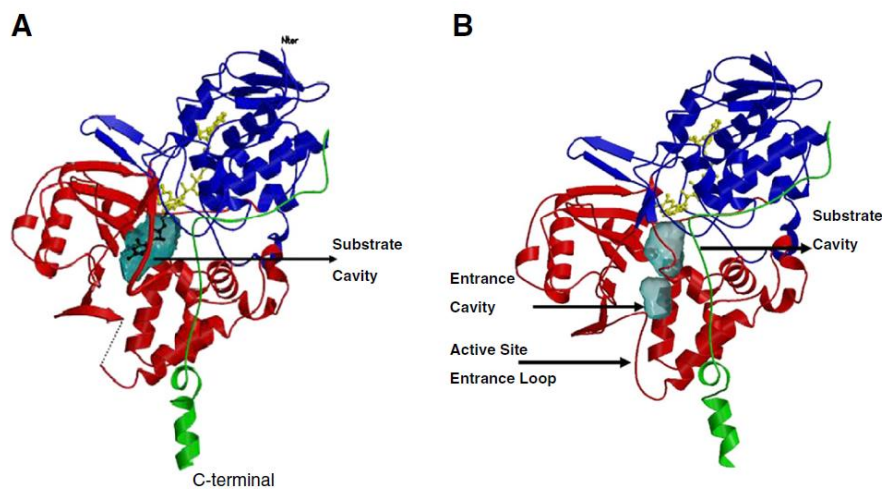 A
B
Nter
Substrate
Cavity
C-terminal
Substrate
Cavity
Entrance
Cavity
Active Site
Entrance Loop